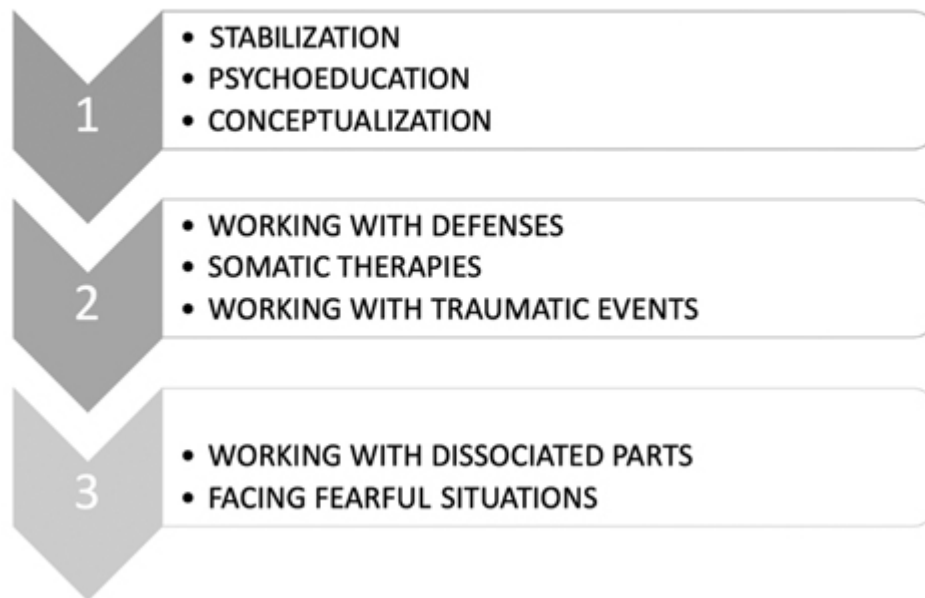 1
• STABILIZATION
• PSYCHOEDUCATION
• CONCEPTUALIZATION
2
• WORKING WITH DEFENSES
• SOMATIC THERAPIES
• WORKING WITH TRAUMATIC EVENTS
3
• WORKING WITH DISSOCIATED PARTS
• FACING FEARFUL SITUATIONS